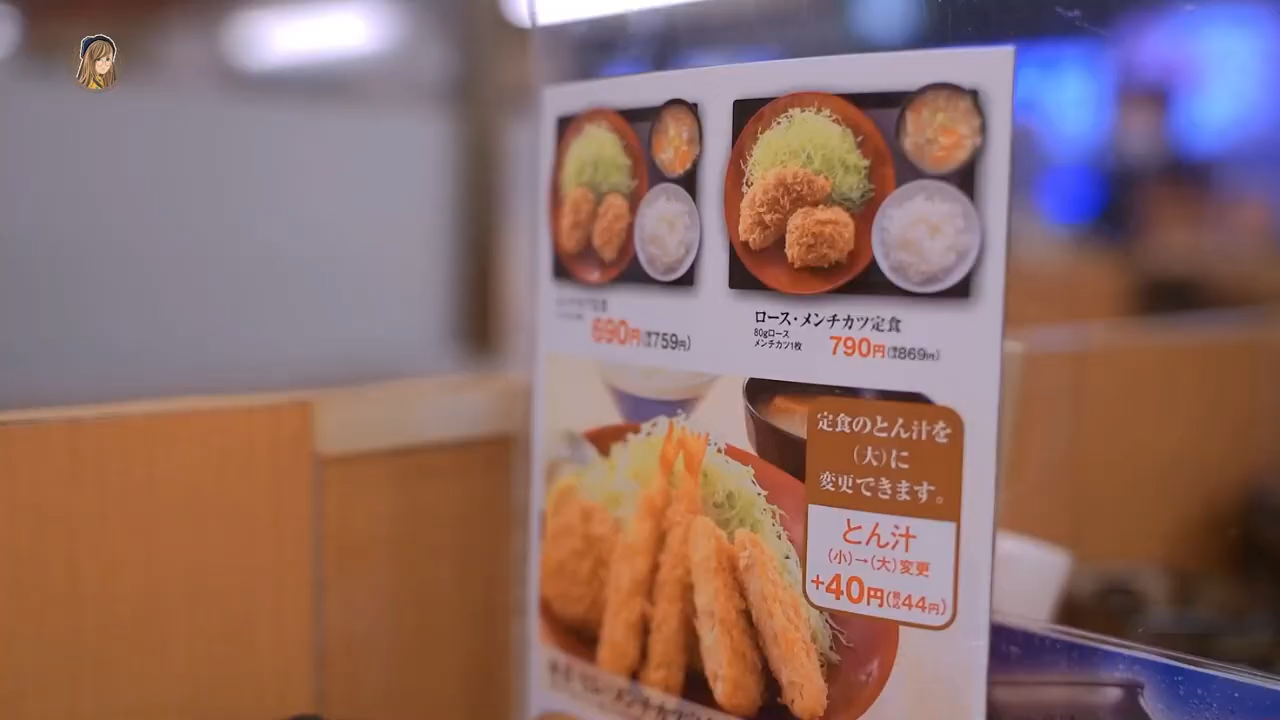 690円(税込759円)
ロース・メンチカツ定食
80gロース
メンチカツ1枚
790円(税込869円)
定食のとん汁を
(大)に
変更できます。
とん汁
(小)→(大)変更
+40円(税込44円)